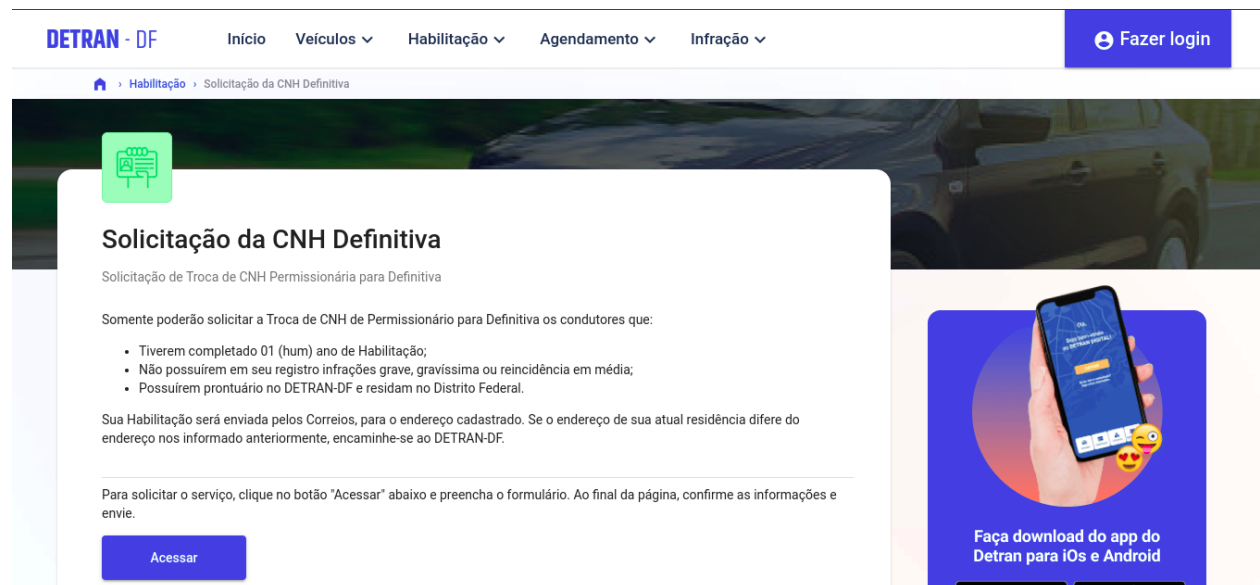 DETRAN - DF
Início Veículos Habilitação Agendamento Infração
Fazer login
› Habilitação › Solicitação da CNH Definitiva
Solicitação da CNH Definitiva
Solicitação de Troca de CNH Permissionária para Definitiva
Somente poderão solicitar a Troca de CNH de Permissionário para Definitiva os condutores que:
• Tiverem completado 01 (hum) ano de Habilitação;
• Não possuírem em seu registro infrações grave, gravíssima ou reincidência em média;
• Possuírem prontuário no DETRAN-DF e residam no Distrito Federal.
Sua Habilitação será enviada pelos Correios, para o endereço cadastrado. Se o endereço de sua atual residência difere do
endereço nos informado anteriormente, encaminhe-se ao DETRAN-DF.
Para solicitar o serviço, clique no botão "Acessar" abaixo e preencha o formulário. Ao final da página, confirme as informações e
envie.
Acessar
Faça download do app do
Detran para iOs e Android